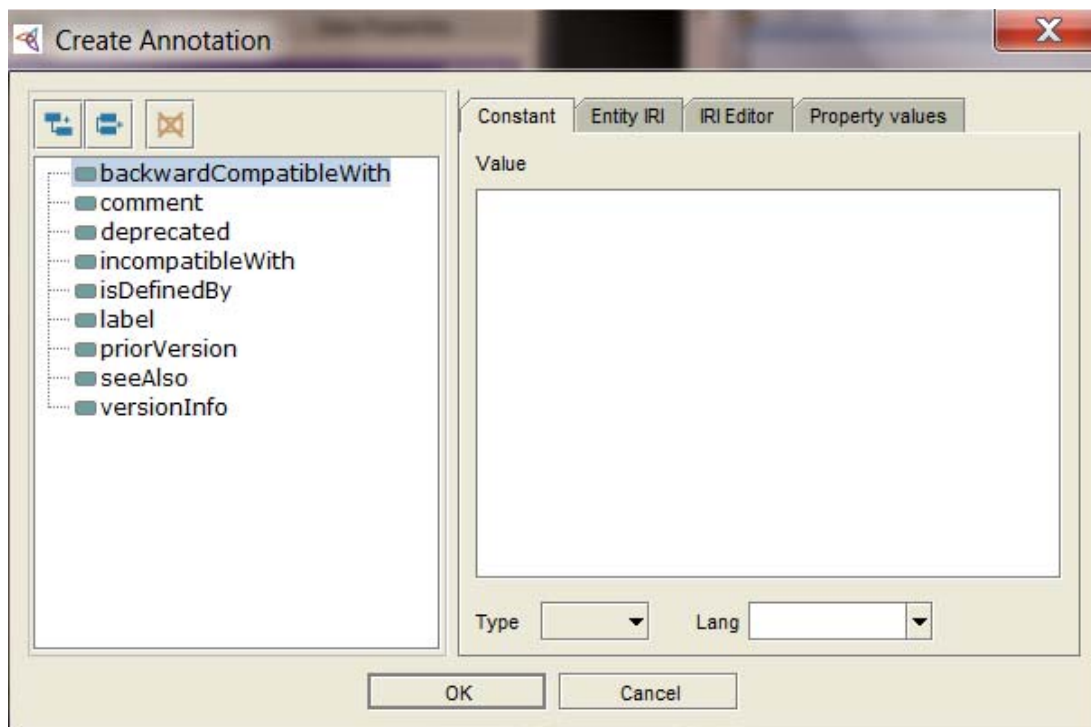 Create Annotation
backwardCompatibleWith
comment
deprecated
incompatibleWith
isDefinedBy
label
priorVersion
seeAlso
versionInfo
Constant Entity IRI IRI Editor Property values
Value
Type Lang
OK Cancel